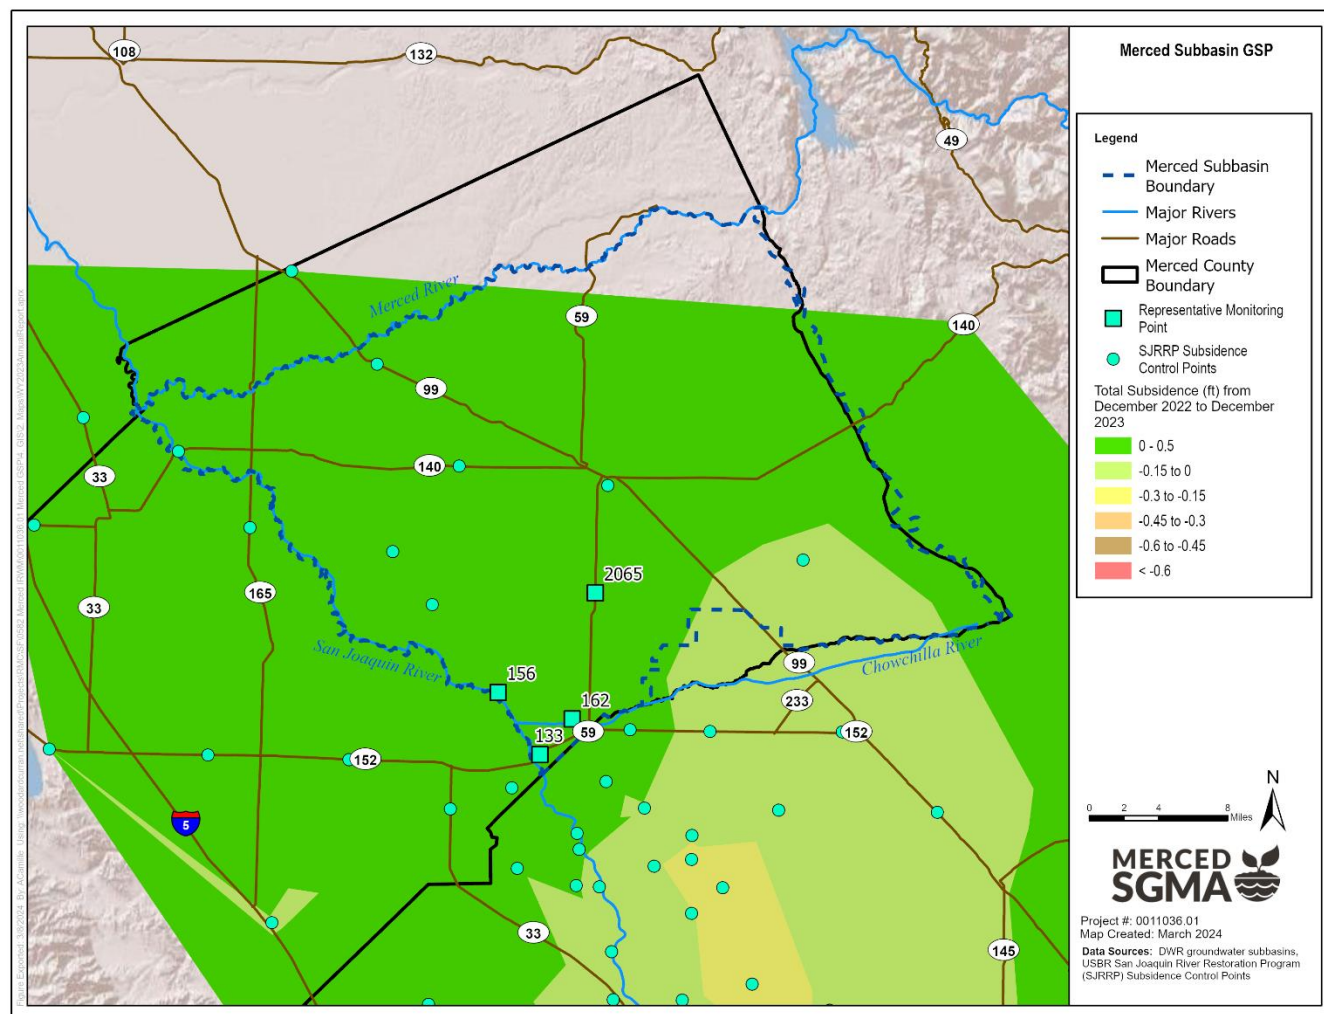 Merced Subbasin GSP
Legend
Merced Subbasin
Boundary
Major Rivers
Major Roads
Merced County
Boundary
Representative Monitoring
Point
SJRRP Subsidence
Control Points
Total Subsidence (ft) from
December 2022 to December
2023
0 - 0.5
-0.15 to 0
-0.3 to -0.15
-0.45 to -0.3
-0.6 to -0.45
< -0.6
N
0 2 4 8
Miles
MERCED
SGMA
Project #: 0011036.01
Map Created: March 2024
Data Sources: DWR groundwater subbasins,
USBR San Joaquin River Restoration Program
(SJRRP) Subsidence Control Points
108
132
49
Merced River
59
140
99
140
33
2065
165
33
San Joaquin River
156
162
Chowchilla River
99
233
59
133
152
152
5
33
145